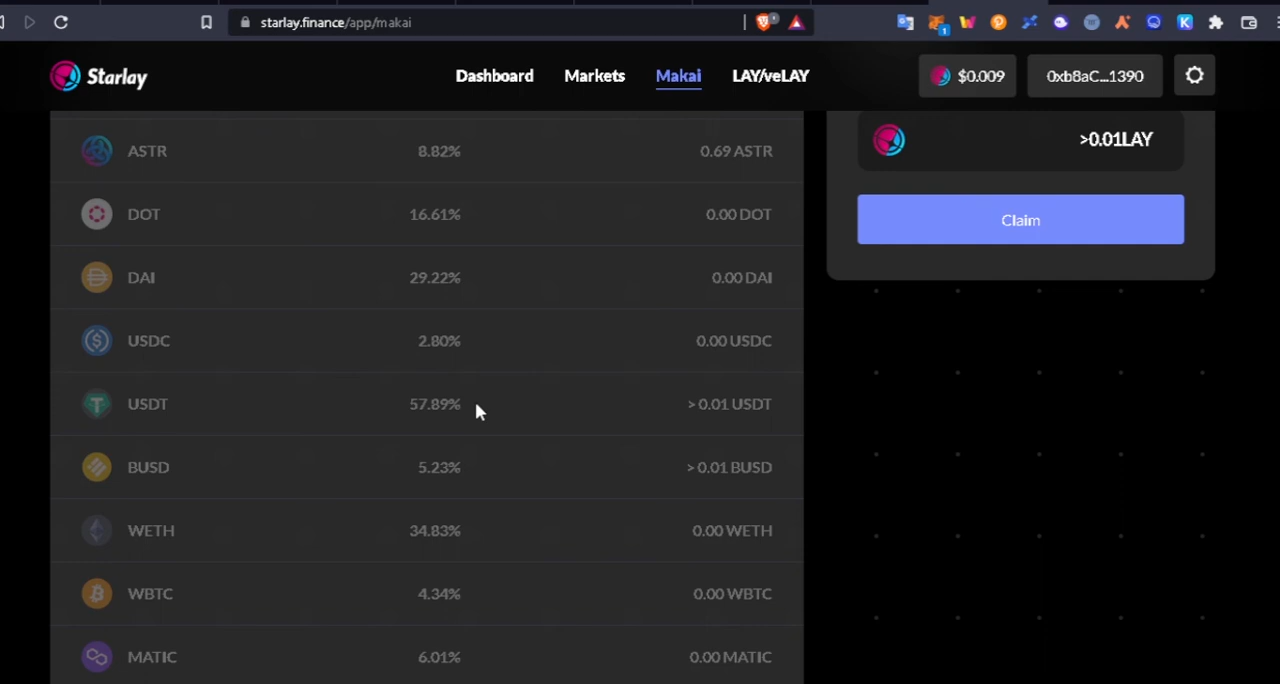 starlay.finance/app/makai
1
Starlay
Dashboard
Markets
Makai
LAY/veLAY
$0.009
0xb8aC...1390
>0.01LAY
Claim
ASTR 8.82% 0.69 ASTR
DOT 16.61% 0.00 DOT
DAI 29.22% 0.00 DAI
USDC 2.80% 0.00 USDC
USDT 57.89% > 0.01 USDT
BUSD 5.23% > 0.01 BUSD
WETH 34.83% 0.00 WETH
WBTC 4.34% 0.00 WBTC
MATIC 6.01% 0.00 MATIC